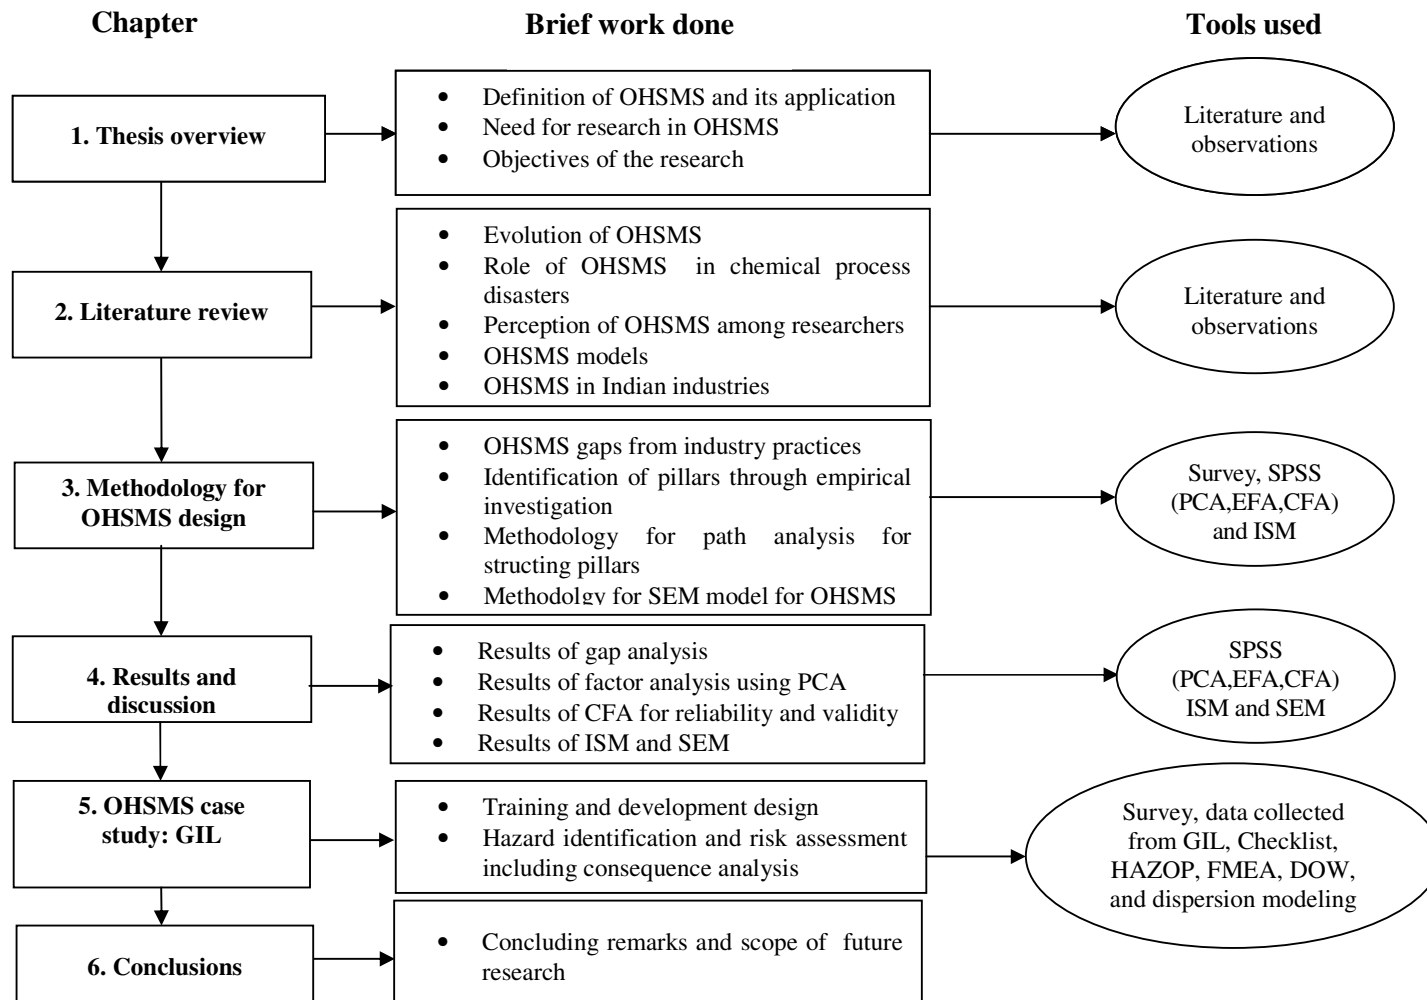 Chapter
Brief work done
Tools used
1. Thesis overview
• Definition of OHSMS and its application
• Need for research in OHSMS
• Objectives of the research
Literature and
observations
2. Literature review
• Evolution of OHSMS
• Role of OHSMS in chemical process
disasters
• Perception of OHSMS among researchers
• OHSMS models
• OHSMS in Indian industries
Literature and
observations
3. Methodology for
OHSMS design
• OHSMS gaps from industry practices
• Identification of pillars through empirical
investigation
• Methodology for path analysis for
structing pillars
• Methodolgy for SEM model for OHSMS
Survey, SPSS
(PCA,EFA,CFA)
and ISM
4. Results and
discussion
• Results of gap analysis
• Results of factor analysis using PCA
• Results of CFA for reliability and validity
• Results of ISM and SEM
SPSS
(PCA,EFA,CFA)
ISM and SEM
5. OHSMS case
study: GIL
• Training and development design
• Hazard identification and risk assessment
including consequence analysis
Survey, data collected
from GIL, Checklist,
HAZOP, FMEA, DOW,
and dispersion modeling
6. Conclusions
• Concluding remarks and scope of future
research